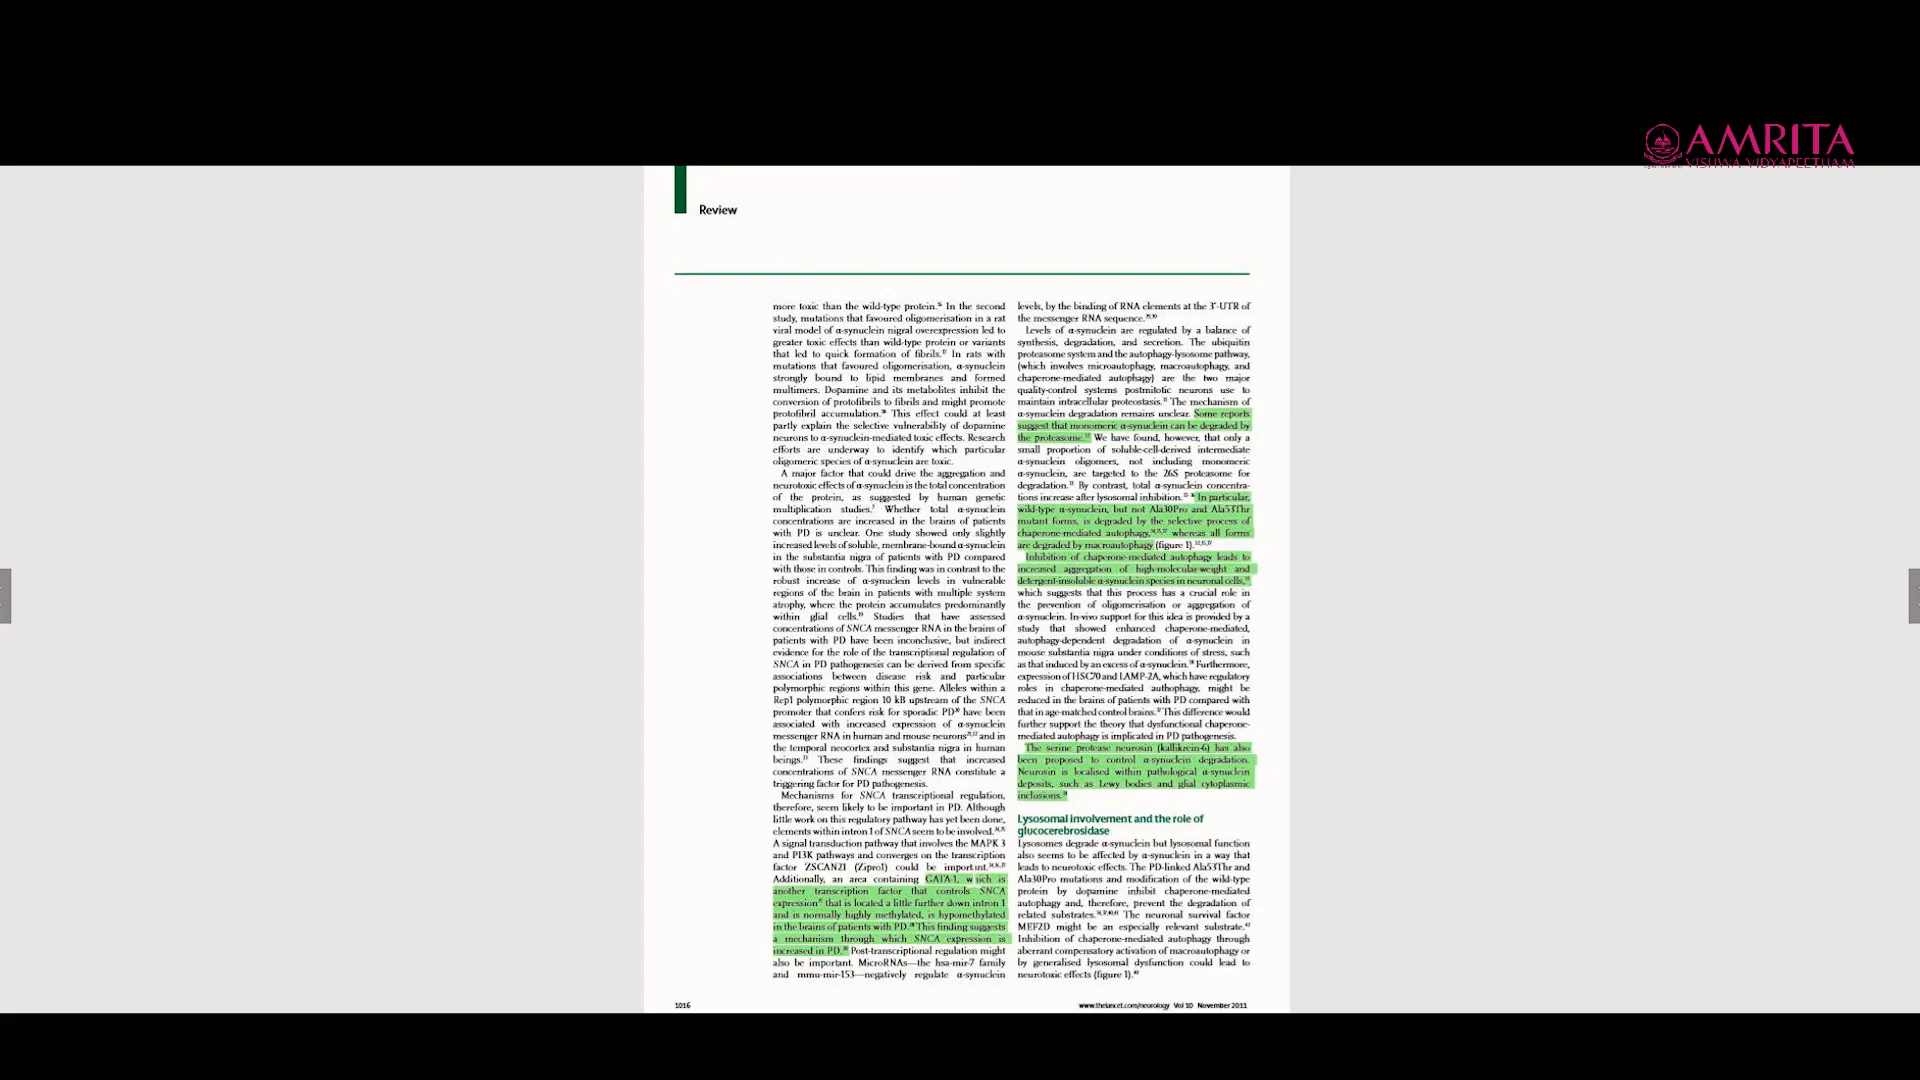 AMRITA
VISHWA VIDYAPEETHAM
Review
more toxic than the wild-type protein.¹⁶ In the second
study, mutations that favoured oligomerisation in a rat
viral model of α-synuclein nigral overexpression led to
greater toxic effects than wild-type protein or variants
that led to quick formation of fibrils.¹⁷ In rats with
mutations that favoured oligomerisation, α-synuclein
strongly bound to lipid membranes and formed
multimers. Dopamine and its metabolites inhibit the
conversion of protofibrils to fibrils and might promote
protofibril accumulation.¹⁸ This effect could at least
partly explain the selective vulnerability of dopamine
neurons to α-synuclein-mediated toxic effects. Research
efforts are underway to identify which particular
oligomeric species of α-synuclein are toxic.
A major factor that could drive the aggregation and
neurotoxic effects of α-synuclein is the total concentration
of the protein, as suggested by human genetic
multiplication studies.⁷ Whether total α-synuclein
concentrations are increased in the brains of patients
with PD is unclear. One study showed only slightly
increased levels of soluble, membrane-bound α-synuclein
in the substantia nigra of patients with PD compared
with those in controls. This finding was in contrast to the
robust increase of α-synuclein levels in vulnerable
regions of the brain in patients with multiple system
atrophy, where the protein accumulates predominantly
within glial cells.¹⁹ Studies that have assessed
concentrations of SNCA messenger RNA in the brains of
patients with PD have been inconclusive, but indirect
evidence for the role of the transcriptional regulation of
SNCA in PD pathogenesis can be derived from specific
associations between disease risk and particular
polymorphic regions within this gene. Alleles within a
Rep1 polymorphic region 10 kB upstream of the SNCA
promoter that confers risk for sporadic PD²⁰ have been
associated with increased expression of α-synuclein
messenger RNA in human and mouse neurons²¹,²² and in
the temporal neocortex and substantia nigra in human
beings.²³ These findings suggest that increased
concentrations of SNCA messenger RNA constitute a
triggering factor for PD pathogenesis.
Mechanisms for SNCA transcriptional regulation,
therefore, seem likely to be important in PD. Although
little work on this regulatory pathway has yet been done,
elements within intron 1 of SNCA seem to be involved.²⁴,²⁵
A signal transduction pathway that involves the MAPK 3
and PI3K pathways and converges on the transcription
factor ZSCAN21 (Zipro1) could be important.²⁴,²⁶,²⁷
Additionally, an area containing GATA-1, which is
another transcription factor that controls SNCA
expression²⁵ that is located a little further down intron 1
and is normally highly methylated, is hypomethylated
in the brains of patients with PD.²⁸ This finding suggests
a mechanism through which SNCA expression is
increased in PD.²⁸ Post-transcriptional regulation might
also be important. MicroRNAs—the hsa-mir-7 family
and mmu-mir-153—negatively regulate α-synuclein
levels, by the binding of RNA elements at the 3'-UTR of
the messenger RNA sequence.²⁹,³⁰
Levels of α-synuclein are regulated by a balance of
synthesis, degradation, and secretion. The ubiquitin
proteasome system and the autophagy-lysosome pathway,
(which involves microautophagy, macroautophagy, and
chaperone-mediated autophagy) are the two major
quality-control systems postmitotic neurons use to
maintain intracellular proteostasis.³¹ The mechanism of
α-synuclein degradation remains unclear. Some reports
suggest that monomeric α-synuclein can be degraded by
the proteasome.³² We have found, however, that only a
small proportion of soluble-cell-derived intermediate
α-synuclein oligomers, not including monomeric
α-synuclein, are targeted to the 26S proteasome for
degradation.³³ By contrast, total α-synuclein concentra-
tions increase after lysosomal inhibition.³²⁻³⁶ In particular,
wild-type α-synuclein, but not Ala30Pro and Ala53Thr
mutant forms, is degraded by the selective process of
chaperone-mediated autophagy,³⁴,³⁵,³⁷ whereas all forms
are degraded by macroautophagy (figure 1).³²,³⁵,³⁷
Inhibition of chaperone-mediated autophagy leads to
increased aggregation of high-molecular-weight and
detergent-insoluble α-synuclein species in neuronal cells,³⁵
which suggests that this process has a crucial role in
the prevention of oligomerisation or aggregation of
α-synuclein. In-vivo support for this idea is provided by a
study that showed enhanced chaperone-mediated,
autophagy-dependent degradation of α-synuclein in
mouse substantia nigra under conditions of stress, such
as that induced by an excess of α-synuclein.³⁶ Furthermore,
expression of HSC70 and LAMP-2A, which have regulatory
roles in chaperone-mediated authophagy, might be
reduced in the brains of patients with PD compared with
that in age-matched control brains.³⁷ This difference would
further support the theory that dysfunctional chaperone-
mediated autophagy is implicated in PD pathogenesis.
The serine protease neurosin (kallikrein-6) has also
been proposed to control α-synuclein degradation.
Neurosin is localised within pathological α-synuclein
deposits, such as Lewy bodies and glial cytoplasmic
inclusions.³⁹
Lysosomal involvement and the role of
glucocerebrosidase
Lysosomes degrade α-synuclein but lysosomal function
also seems to be affected by α-synuclein in a way that
leads to neurotoxic effects. The PD-linked Ala53Thr and
Ala30Pro mutations and modification of the wild-type
protein by dopamine inhibit chaperone-mediated
autophagy and, therefore, prevent the degradation of
related substrates.³⁴,³⁷,⁴⁰,⁴¹ The neuronal survival factor
MEF2D might be an especially relevant substrate.⁴²
Inhibition of chaperone-mediated autophagy through
aberrant compensatory activation of macroautophagy or
by generalised lysosomal dysfunction could lead to
neurotoxic effects (figure 1).⁴⁰
1016
www.thelancet.com/neurology Vol 10 November 2011